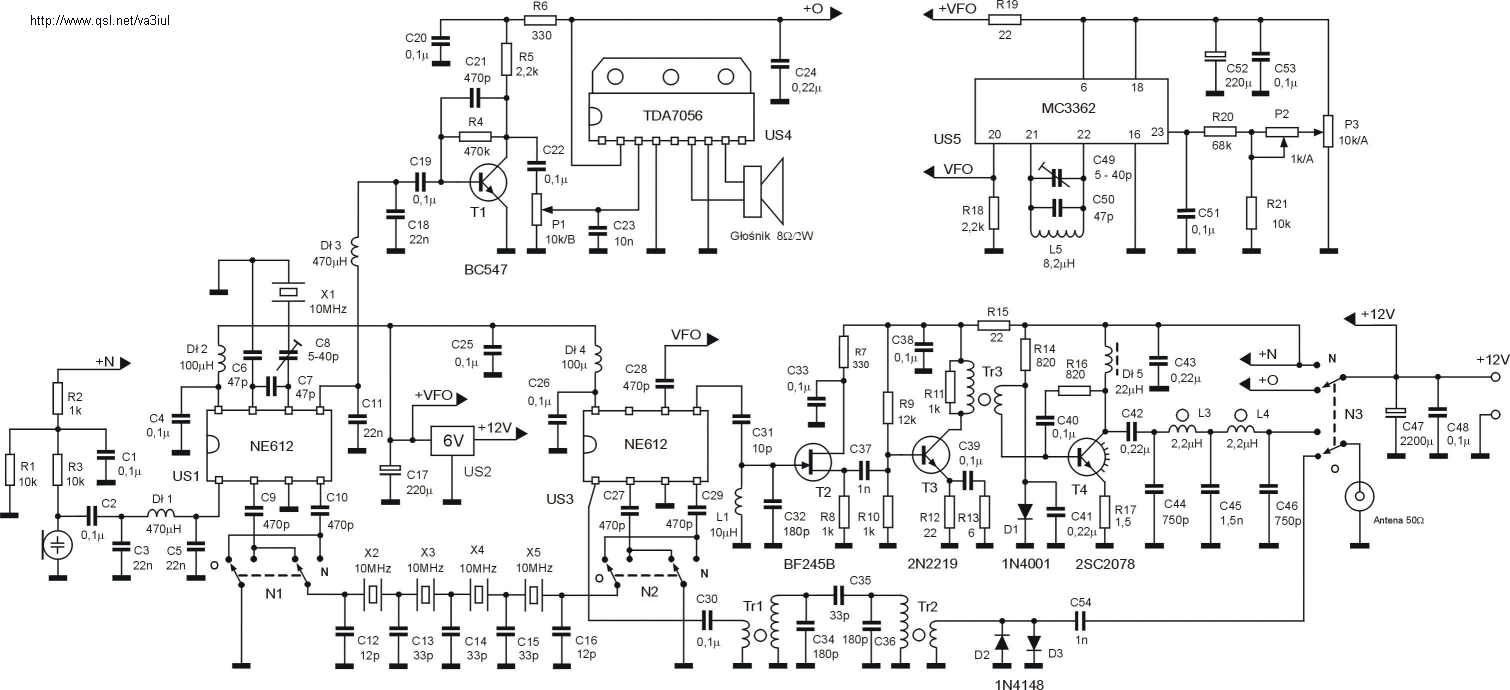 http://www.qsl.net/va3iul
R6
330
+O
C20
0,1µ
C21
470p
R5
2,2k
C24
0,22µ
TDA7056
US4
R4
470k
C19
0,1µ
C22
0,1µ
T1
C18
22n
P1
10k/B
C23
10n
Głośnik 8Ω/2W
BC547
Dł 3
470µH
+VFO
R19
22
C52
220µ
C53
0,1µ
6
18
MC3362
US5
20
21
22
16
23
R20
68k
P2
1k/A
P3
10k/A
VFO
C49
5 - 40p
C50
47p
R18
2,2k
L5
8,2µH
C51
0,1µ
R21
10k
X1
10MHz
Dł 2
100µH
C6
47p
C8
5-40p
C7
47p
+N
R2
1k
C4
0,1µ
NE612
US1
C11
22n
R1
10k
R3
10k
C1
0,1µ
C2
0,1µ
Dł 1
470µH
C3
22n
C5
22n
C9
470p
C10
470p
O
N
N1
C25
0,1µ
+VFO
6V
+12V
US2
C17
220µ
Dł 4
100µ
C26
0,1µ
VFO
C28
470p
NE612
US3
C27
470p
C29
470p
O
N
N2
X2
10MHz
X3
10MHz
X4
10MHz
X5
10MHz
C12
12p
C13
33p
C14
33p
C15
33p
C16
12p
C31
10p
L1
10µH
C32
180p
C33
0,1µ
R7
330
T2
C37
1n
R8
1k
R10
1k
BF245B
R9
12k
C38
0,1µ
R11
1k
Tr3
R15
22
T3
C39
0,1µ
R12
22
R13
6
2N2219
R14
820
R16
820
C40
0,1µ
D1
1N4001
C41
0,22µ
T4
R17
1,5
2SC2078
Dł 5
22µH
C43
0,22µ
C42
0,22µ
L3
2,2µH
L4
2,2µH
C44
750p
C45
1,5n
C46
750p
+12V
+N
+O
N
N3
O
+12V
C47
2200µ
C48
0,1µ
Antena 50Ω
C30
0,1µ
Tr1
C34
180p
C35
33p
180p
C36
Tr2
D2
D3
1N4148
C54
1n